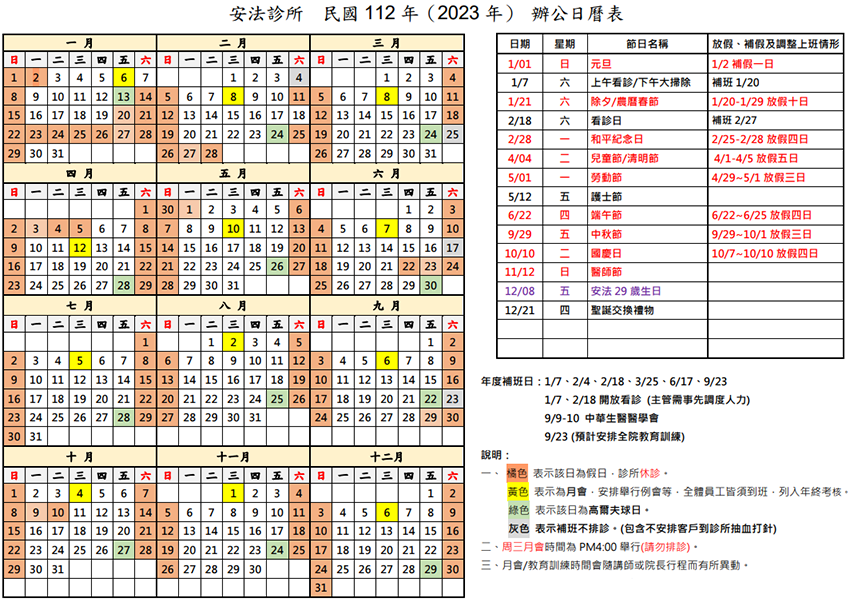 安法診所 民國 112 年（2023 年） 辦公日曆表
一 月 二 月 三 月
日 一 二 三 四 五 六 日 一 二 三 四 五 六 日 一 二 三 四 五 六
1 2 3 4 5 6 7 1 2 3 4 1 2 3 4
8 9 10 11 12 13 14 5 6 7 8 9 10 11 5 6 7 8 9 10 11
15 16 17 18 19 20 21 12 13 14 15 16 17 18 12 13 14 15 16 17 18
22 23 24 25 26 27 28 19 20 21 22 23 24 25 19 20 21 22 23 24 25
29 30 31 26 27 28 26 27 28 29 30 31
四 月 五 月 六 月
日 一 二 三 四 五 六 日 一 二 三 四 五 六 日 一 二 三 四 五 六
1 30 1 2 3 4 5 6 1 2 3
2 3 4 5 6 7 8 7 8 9 10 11 12 13 4 5 6 7 8 9 10
9 10 11 12 13 14 15 14 15 16 17 18 19 20 11 12 13 14 15 16 17
16 17 18 19 20 21 22 21 22 23 24 25 26 27 18 19 20 21 22 23 24
23 24 25 26 27 28 29 28 29 30 31 25 26 27 28 29 30
七 月 八 月 九 月
日 一 二 三 四 五 六 日 一 二 三 四 五 六 日 一 二 三 四 五 六
1 1 2 3 4 5 1 2
2 3 4 5 6 7 8 6 7 8 9 10 11 12 3 4 5 6 7 8 9
9 10 11 12 13 14 15 13 14 15 16 17 18 19 10 11 12 13 14 15 16
16 17 18 19 20 21 22 20 21 22 23 24 25 26 17 18 19 20 21 22 23
23 24 25 26 27 28 29 27 28 29 30 31 24 25 26 27 28 29 30
30 31
十 月 十一 月 十二 月
日 一 二 三 四 五 六 日 一 二 三 四 五 六 日 一 二 三 四 五 六
1 2 3 4 5 6 7 1 2 3 4 1 2
8 9 10 11 12 13 14 5 6 7 8 9 10 11 3 4 5 6 7 8 9
15 16 17 18 19 20 21 12 13 14 15 16 17 18 10 11 12 13 14 15 16
22 23 24 25 26 27 28 19 20 21 22 23 24 25 17 18 19 20 21 22 23
29 30 31 26 27 28 29 30 24 25 26 27 28 29 30
31
日期 星期 節日名稱 放假、補假及調整上班情形
1/01 日 元旦 1/2 補假一日
1/7 六 上午看診/下午大掃除 補班 1/20
1/21 六 除夕/農曆春節 1/20-1/29 放假十日
2/18 六 看診日 補班 2/27
2/28 一 和平紀念日 2/25-2/28 放假四日
4/04 二 兒童節/清明節 4/1-4/5 放假五日
5/01 一 勞動節 4/29~5/1 放假三日
5/12 五 護士節
6/22 四 端午節 6/22~6/25 放假四日
9/29 五 中秋節 9/29~10/1 放假三日
10/10 二 國慶日 10/7~10/10 放假四日
11/12 日 醫師節
12/08 五 安法 29 歲生日
12/21 四 聖誕交換禮物
年度補班日：1/7、2/4、2/18、3/25、6/17、9/23
1/7、2/18 開放看診 (主管需事先調度人力)
9/9-10 中華生醫醫學會
9/23 (預計安排全院教育訓練)
說明：
一、 橘色 表示該日為假日，診所休診。
黃色 表示為月會，安排舉行例會等，全體員工皆須到班，列入年終考核。
綠色 表示該日為高爾夫球日。
灰色 表示補班不排診。(包含不安排客戶到診所抽血打針)
二、周三月會時間為 PM4:00 舉行(請勿排診)。
三、月會/教育訓練時間會隨講師或院長行程而有所異動。